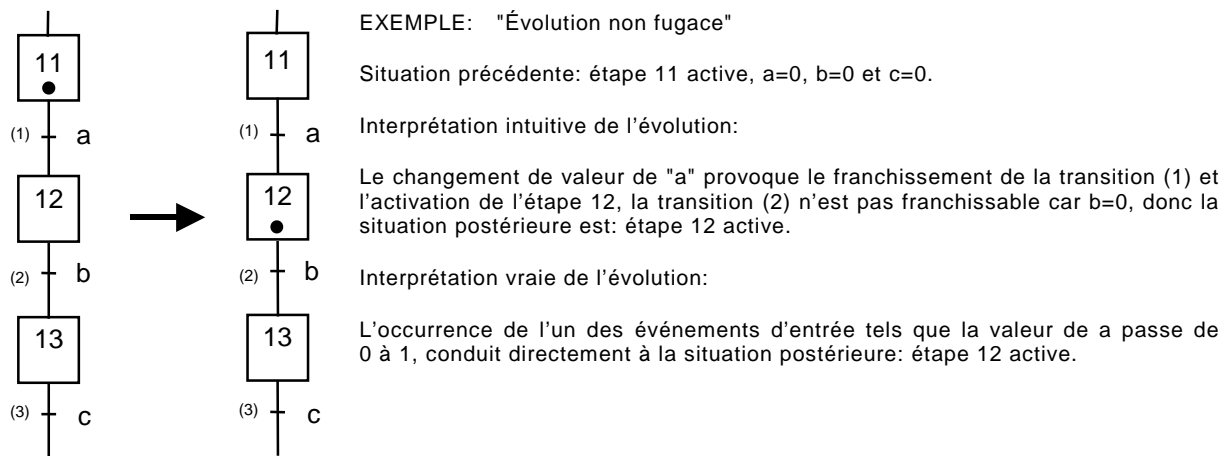 11
(1) a
12
(2) b
13
(3) c
11
(1) a
12
(2) b
13
(3) c
EXEMPLE: "Évolution non fugace"
Situation précédente: étape 11 active, a=0, b=0 et c=0.
Interprétation intuitive de l'évolution:
Le changement de valeur de "a" provoque le franchissement de la transition (1) et
l'activation de l'étape 12, la transition (2) n'est pas franchissable car b=0, donc la
situation postérieure est: étape 12 active.
Interprétation vraie de l'évolution:
L'occurrence de l'un des événements d'entrée tels que la valeur de a passe de
0 à 1, conduit directement à la situation postérieure: étape 12 active.